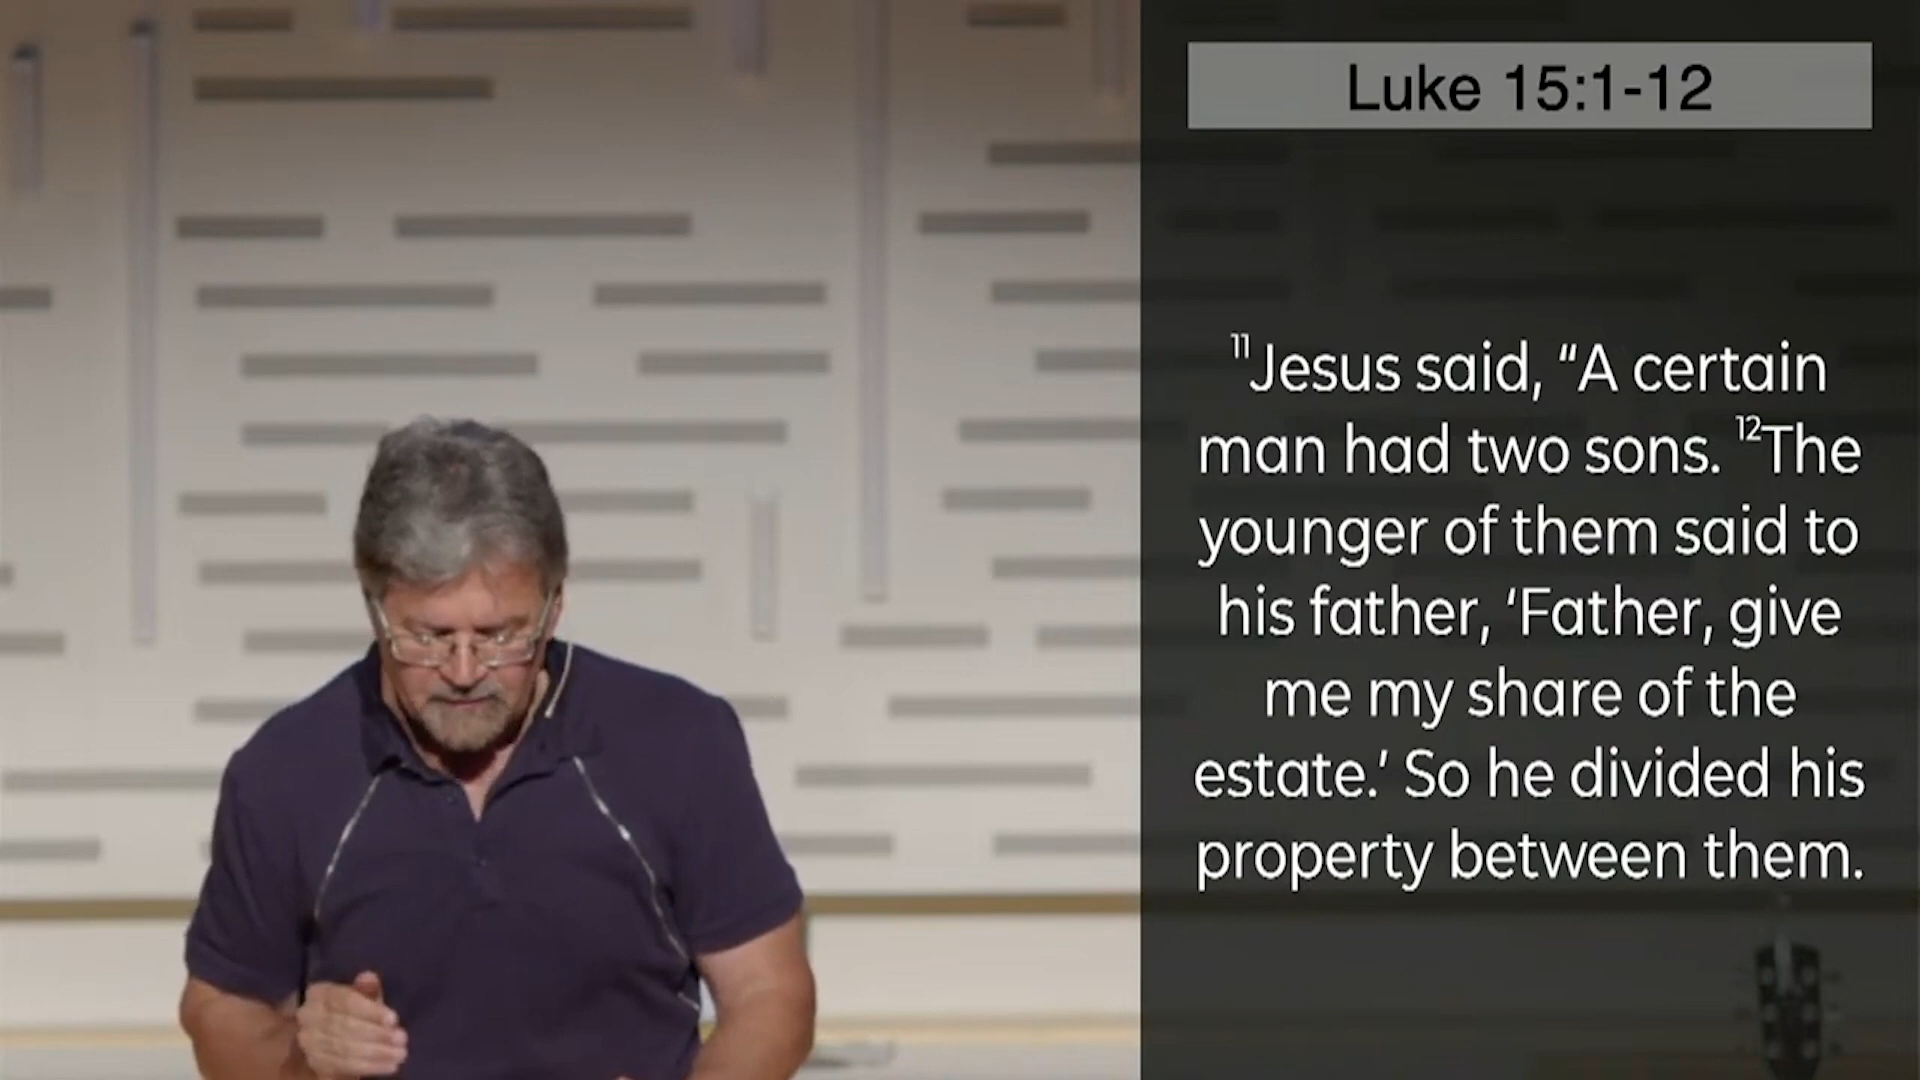 Luke 15:1-12
¹¹Jesus said, “A certain
man had two sons. ¹²The
younger of them said to
his father, ‘Father, give
me my share of the
estate.’ So he divided his
property between them.